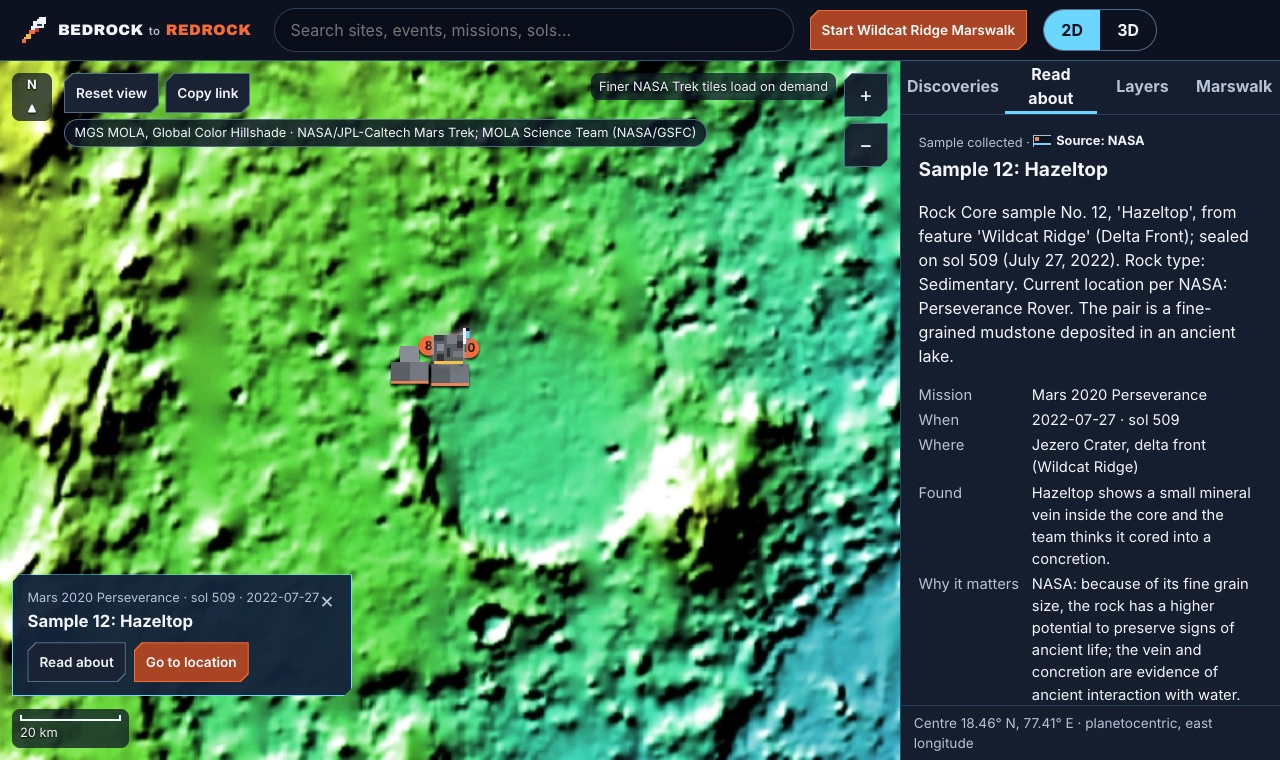 BEDROCK to REDROCK
Search sites, events, missions, sols...
Start Wildcat Ridge Marswalk
2D
3D
N
Reset view
Copy link
Finer NASA Trek tiles load on demand
+
−
MGS MOLA, Global Color Hillshade · NASA/JPL-Caltech Mars Trek; MOLA Science Team (NASA/GSFC)
8
0
Mars 2020 Perseverance · sol 509 · 2022-07-27
Sample 12: Hazeltop
Read about
Go to location
20 km
Discoveries
Read
about
Layers
Marswalk
Sample collected · Source: NASA
Sample 12: Hazeltop
Rock Core sample No. 12, 'Hazeltop', from
feature 'Wildcat Ridge' (Delta Front); sealed
on sol 509 (July 27, 2022). Rock type:
Sedimentary. Current location per NASA:
Perseverance Rover. The pair is a fine-
grained mudstone deposited in an ancient
lake.
Mission Mars 2020 Perseverance
When 2022-07-27 · sol 509
Where Jezero Crater, delta front
(Wildcat Ridge)
Found Hazeltop shows a small mineral
vein inside the core and the
team thinks it cored into a
concretion.
Why it matters NASA: because of its fine grain
size, the rock has a higher
potential to preserve signs of
ancient life; the vein and
concretion are evidence of
ancient interaction with water.
Centre 18.46° N, 77.41° E · planetocentric, east
longitude